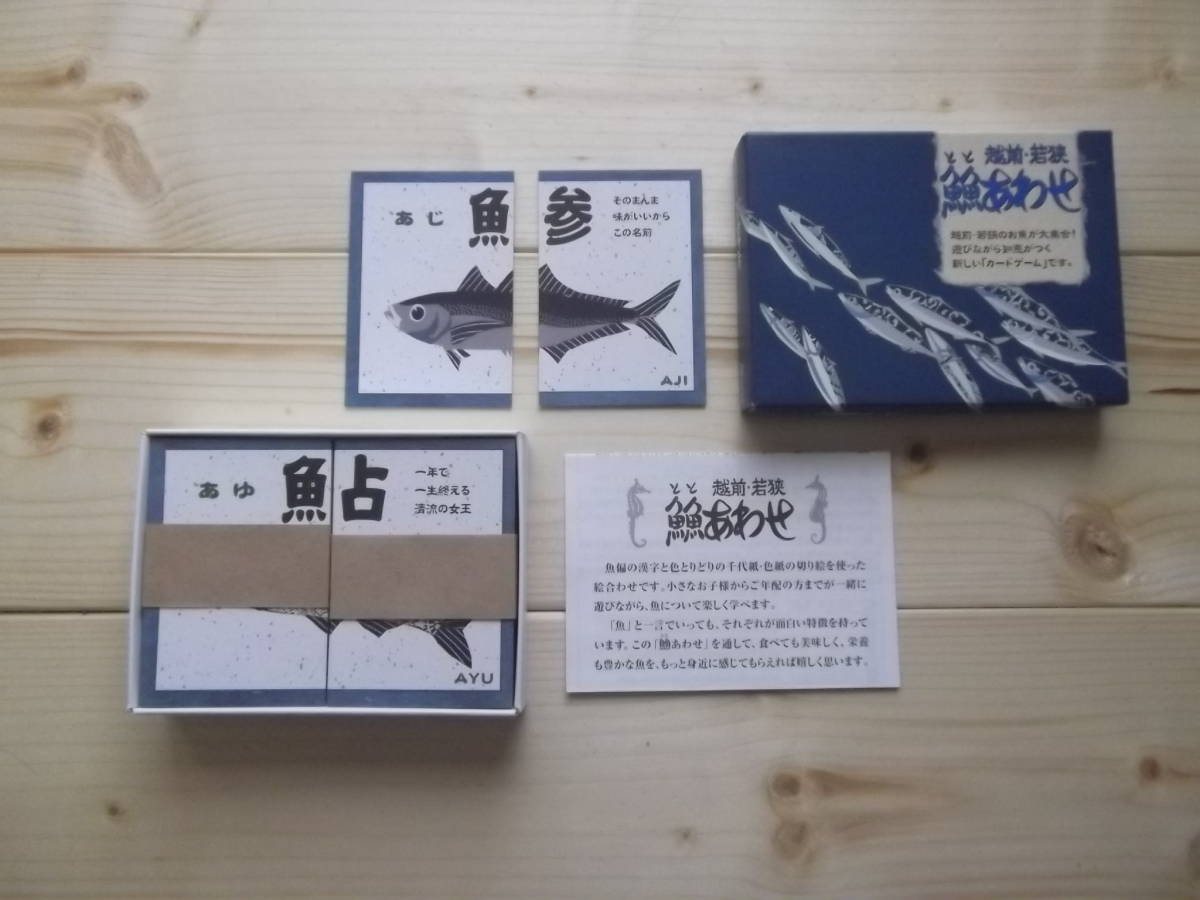 あじ 魚参
そのまんま
味がいいから
この名前
AJI
とと 越前・若狭
𩺊あわせ
越前・若狭のお魚が大集合!
遊びながら知恵がつく
新しい「カードゲーム」です。
あゆ 魚占
一年で
一生終える
清流の女王
AYU
とと 越前・若狭
䲆あわせ
魚偏の漢字と色とりどりの千代紙・色紙の切り絵を使った
絵合わせです。小さなお子様からご年配の方までが一緒に
遊びながら、魚について楽しく学べます。
「魚」と一言でいっても、それぞれが面白い特徴を持って
います。この「䲆あわせ」を通して、食べても美味しく、栄養
も豊かな魚を、もっと身近に感じてもらえれば嬉しく思います。